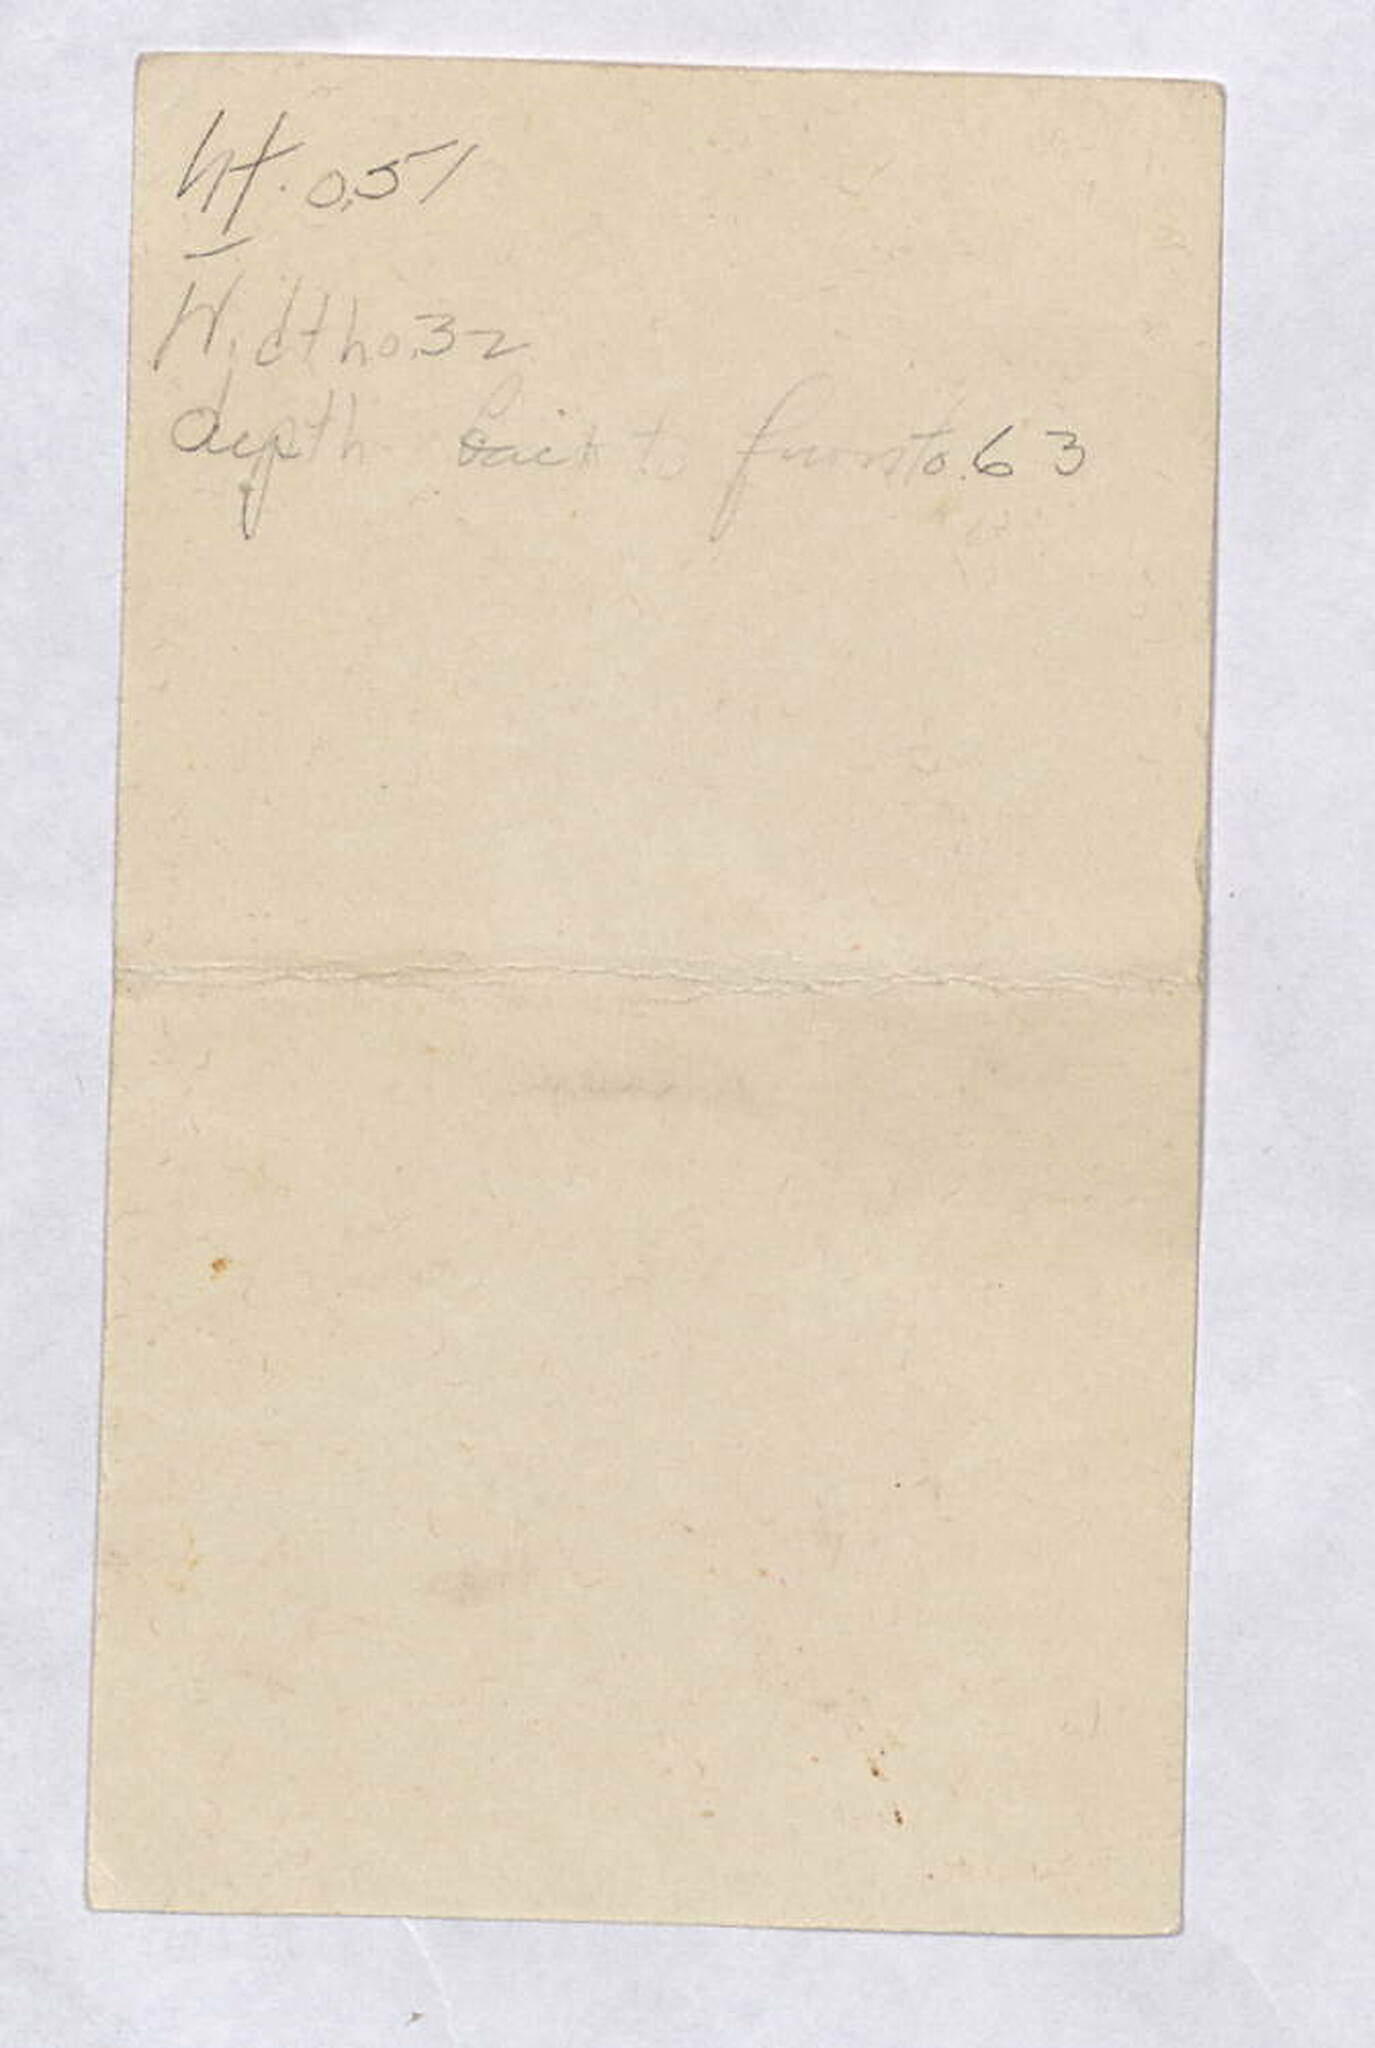 Ht. 0.51
Width 0.32
depth back to front 0.63